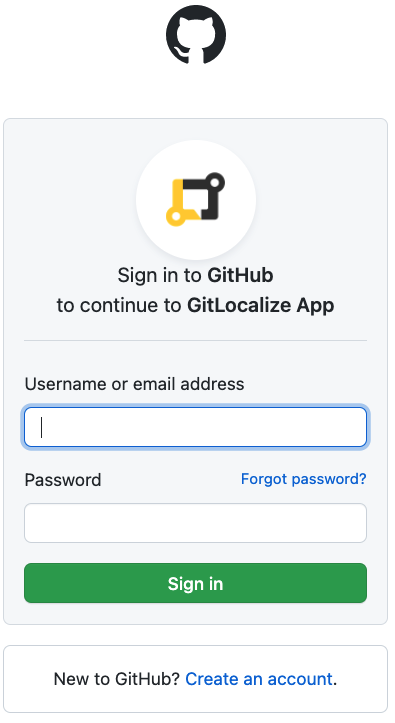 Sign in to GitHub
to continue to GitLocalize App
Username or email address
Password
Forgot password?
Sign in
New to GitHub? Create an account.